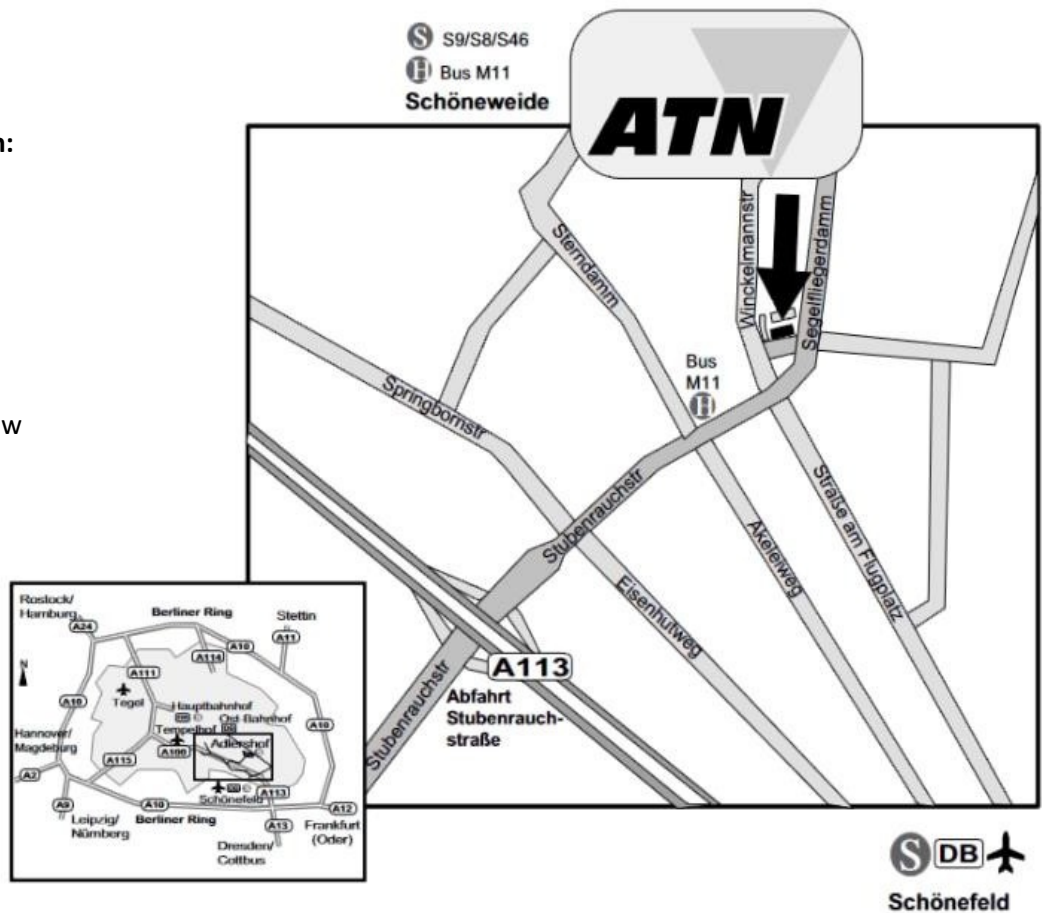 S S9/S8/S46
H Bus M11
Schöneweide
ATN
n:
w
Winckelmannstr
Segelfliegerdamm
Sterndamm
Bus
M11
H
Springbornstr
Stubenrauchstr
Straße am Flugplatz
Akeleiweg
Eisenhutweg
A113
Abfahrt
Stubenrauch-
straße
Stubenrauchstr
Rostock/
Hamburg
A24
Berliner Ring
Stettin
A11
A10
A114
A111
N
Tegel
A10
Hauptbahnhof
Ost-Bahnhof
Tempelhof
A10
Hannover/
Magdeburg
A100
Adlershof
A115
A2
Schönefeld
A113
A9
A10
A12
Leipzig/
Nürnberg
Berliner Ring
A13
Frankfurt
(Oder)
Dresden/
Cottbus
S DB
Schönefeld